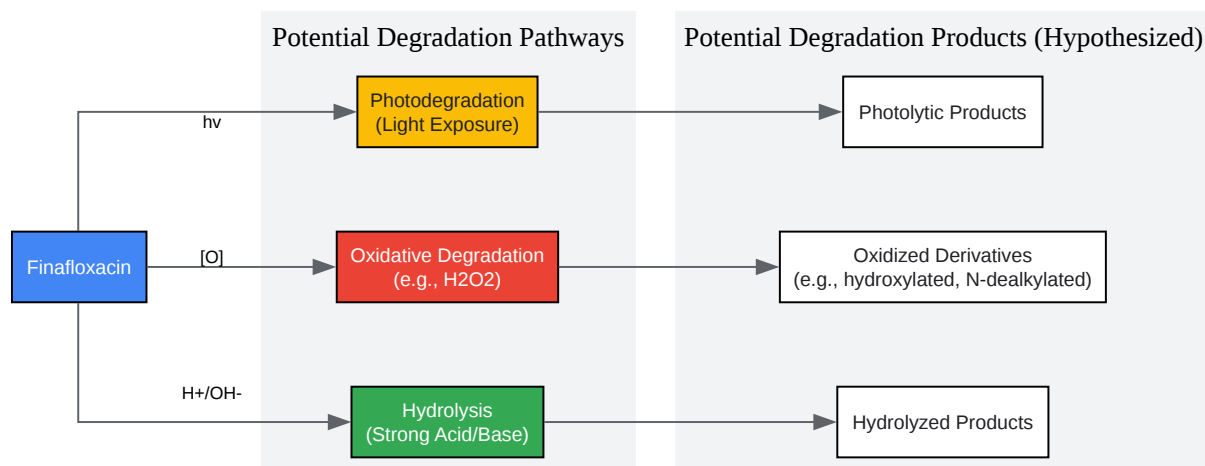 Potential Degradation Pathways
Potential Degradation Products (Hypothesized)
Photodegradation
(Light Exposure)
Photolytic Products
hv
Finafloxacin
[O]
Oxidative Degradation
(e.g., H2O2)
Oxidized Derivatives
(e.g., hydroxylated, N-dealkylated)
H+/OH-
Hydrolysis
(Strong Acid/Base)
Hydrolyzed Products